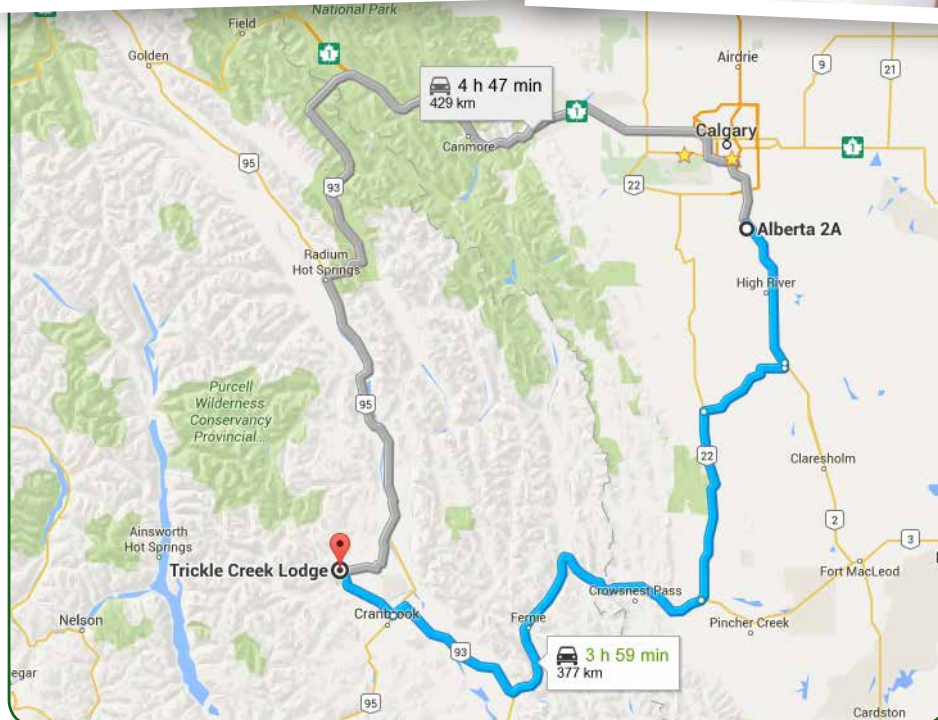 National Park
Field
1
Golden
Airdrie
9
21
4 h 47 min
429 km
1
Calgary
Canmore
1
95
22
93
Alberta 2A
Radium
Hot Springs
High River
Purcell
Wilderness
Conservancy
Provincial...
95
22
Claresholm
2
3
Ainsworth
Hot Springs
Trickle Creek Lodge
Fort MacLeod
Crowsnest Pass
Cranbrook
Fernie
Nelson
Pincher Creek
93
3 h 59 min
377 km
egar
95
Cardston